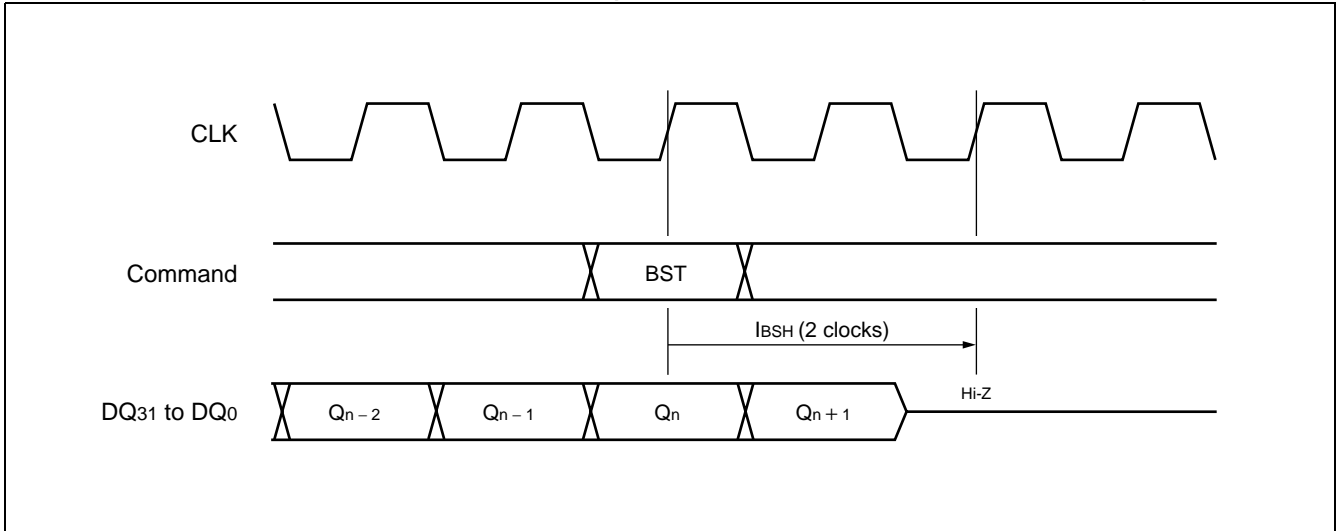 CLK
Command
BST
IBSH (2 clocks)
DQ31 to DQ0
Qn – 2
Qn – 1
Qn
Qn + 1
Hi-Z